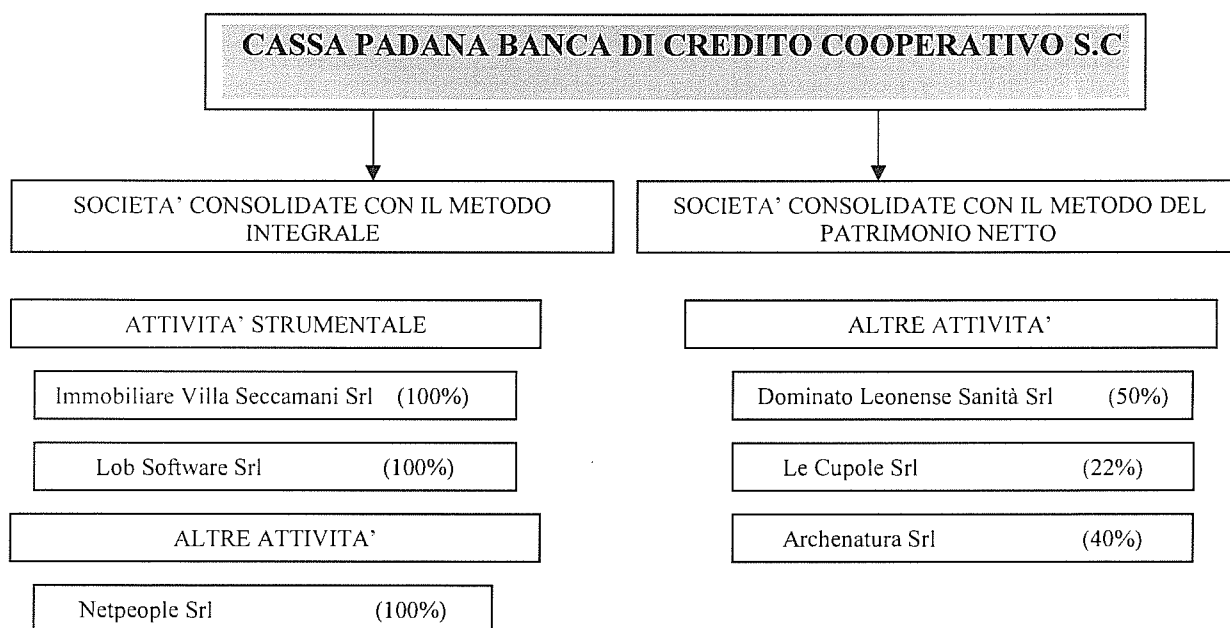 CASSA PADANA BANCA DI CREDITO COOPERATIVO S.C
SOCIETA’ CONSOLIDATE CON IL METODO
INTEGRALE
SOCIETA’ CONSOLIDATE CON IL METODO DEL
PATRIMONIO NETTO
ATTIVITA’ STRUMENTALE
Immobiliare Villa Seccamani Srl (100%)
Lob Software Srl (100%)
ALTRE ATTIVITA’
Netpeople Srl (100%)
ALTRE ATTIVITA’
Dominato Leonense Sanità Srl (50%)
Le Cupole Srl (22%)
Archenatura Srl (40%)